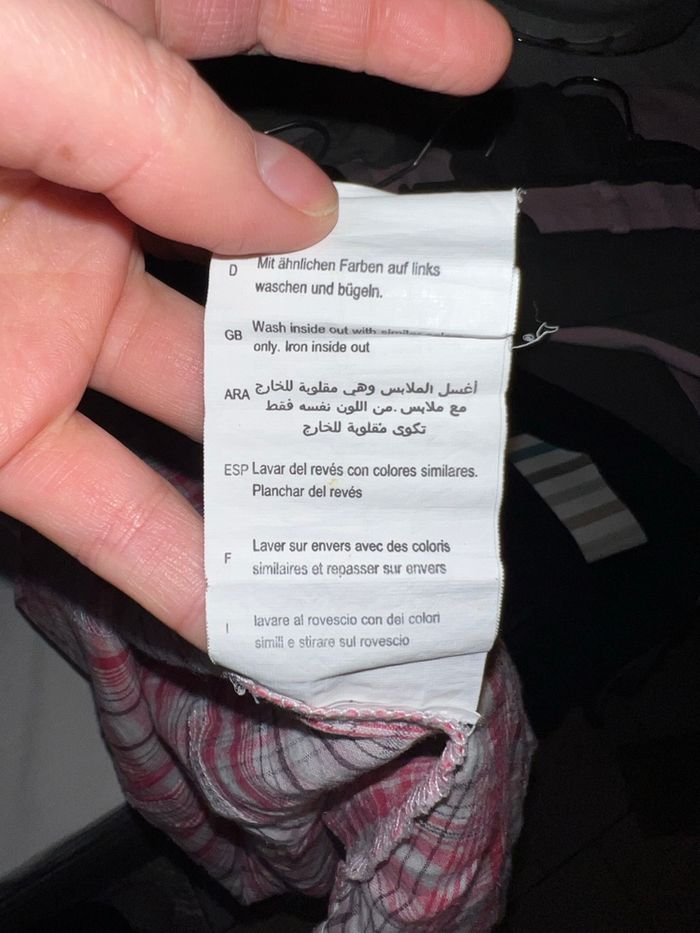 D Mit ähnlichen Farben auf links
waschen und bügeln.
GB Wash inside out with
only. Iron inside out
ARA أغسل الملابس وهي مقلوبة للخارج
مع ملابس .من اللون نفسه فقط
تكوى مقلوبة للخارج
ESP Lavar del revés con colores similares.
Planchar del revés
F Laver sur envers avec des coloris
similaires et repasser sur envers
I lavare al rovescio con dei colori
simili e stirare sul rovescio